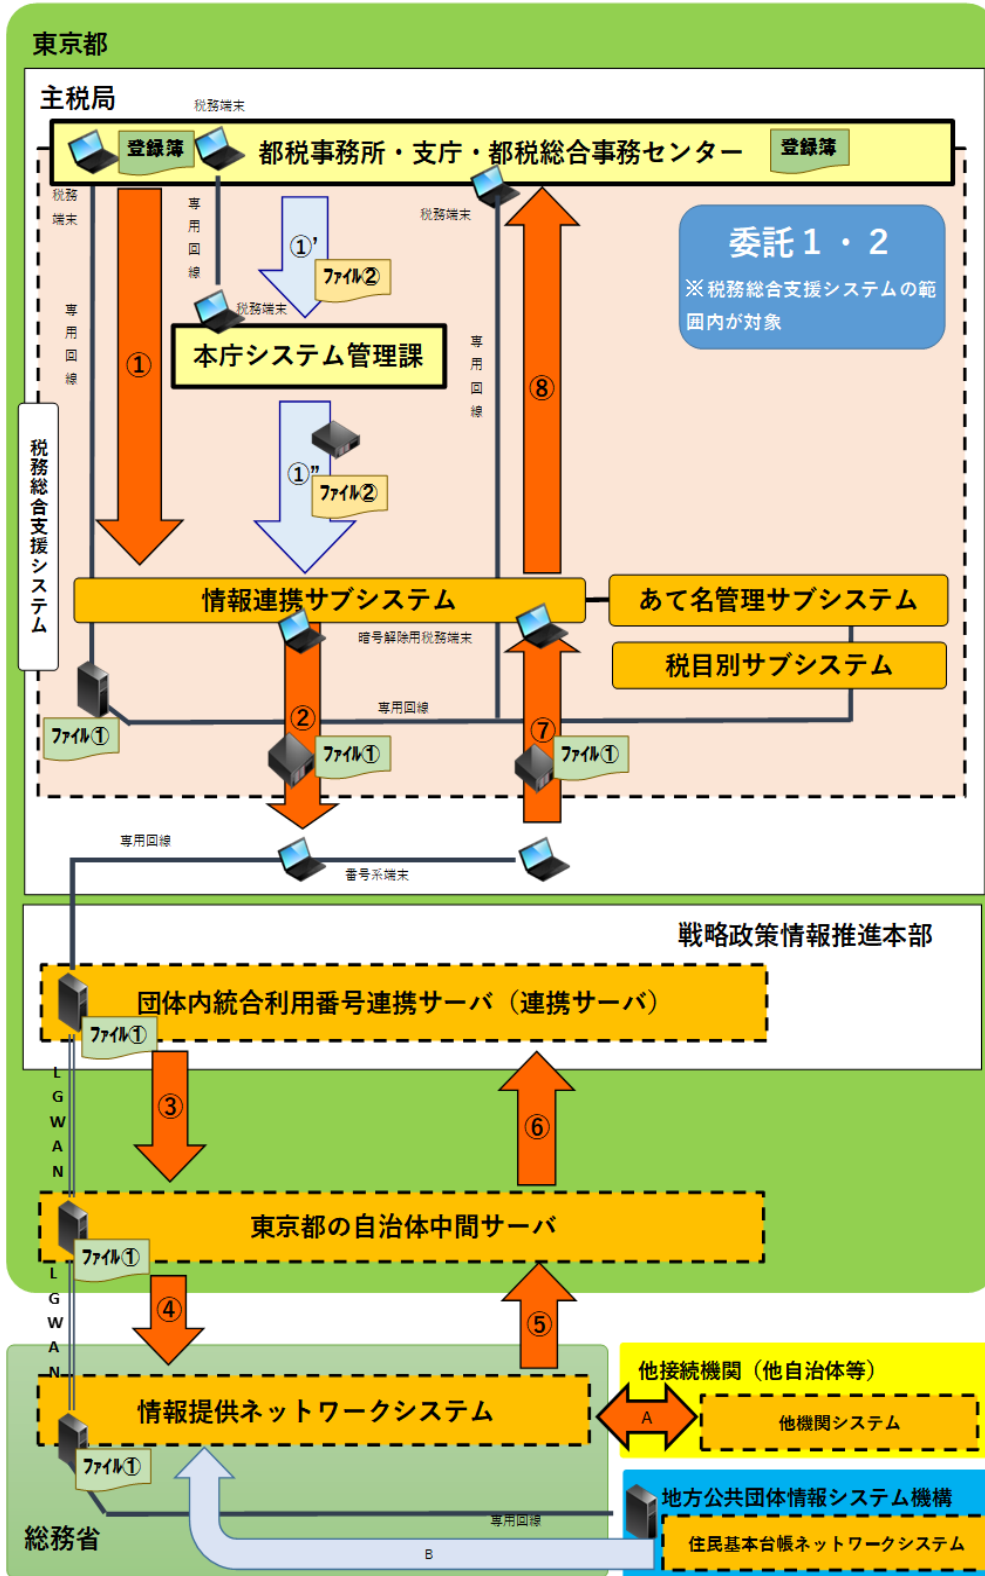 東京都
主税局
税務端末
登録簿
都税事務所・支庁・都税総合事務センター
登録簿
税務
端末
専用回線
①'
ファイル②
税務端末
委託１・２
※税務総合支援システムの範
囲内が対象
専用回線
税務端末
本庁システム管理課
専用回線
①
⑧
①”
ファイル②
税務総合支援システム
情報連携サブシステム
あて名管理サブシステム
暗号解除用税務端末
税目別サブシステム
専用回線
ファイル①
②
ファイル①
⑦
ファイル①
専用回線
番号系端末
戦略政策情報推進本部
団体内統合利用番号連携サーバ（連携サーバ）
ファイル①
LGWAN
③
⑥
東京都の自治体中間サーバ
ファイル①
LGWAN
④
⑤
他接続機関（他自治体等）
情報提供ネットワークシステム
A
他機関システム
ファイル①
地方公共団体情報システム機構
専用回線
総務省
住民基本台帳ネットワークシステム
B